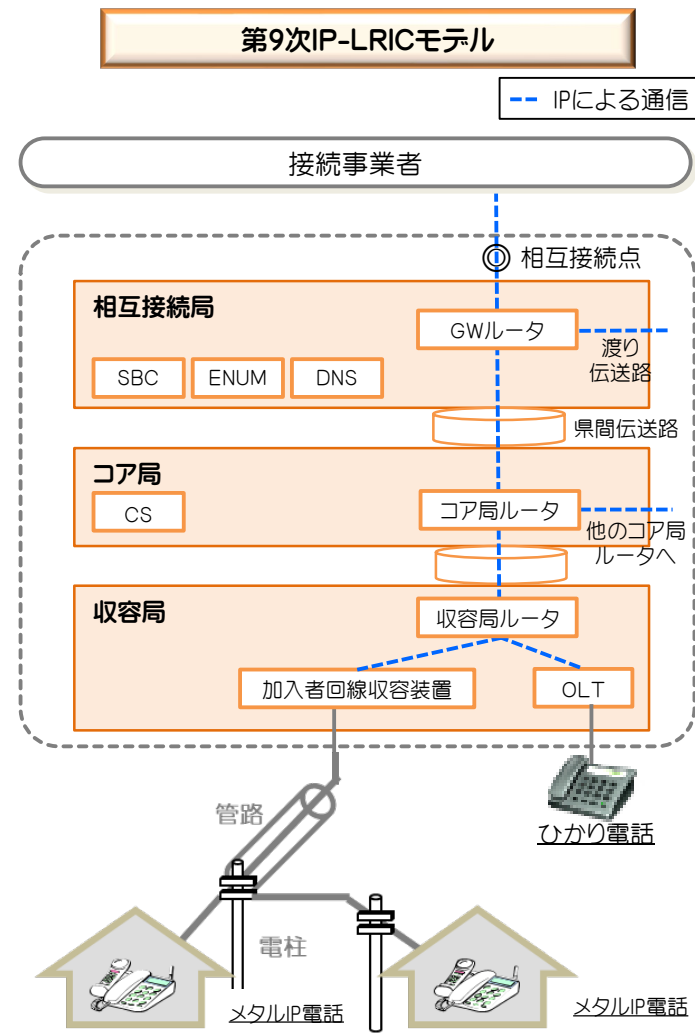 第9次IP-LRICモデル
IPによる通信
接続事業者
相互接続点
相互接続局
GWルータ
渡り
伝送路
SBC
ENUM
DNS
県間伝送路
コア局
CS
コア局ルータ
他のコア局
ルータへ
収容局
収容局ルータ
加入者回線収容装置
OLT
管路
ひかり電話
電柱
メタルIP電話
メタルIP電話